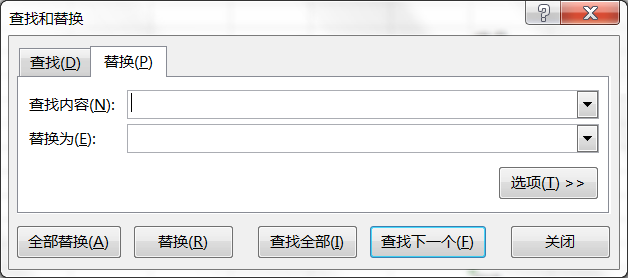 查找和替换
查找(D) 替换(P)
查找内容(N):
替换为(E):
选项(T) >>
全部替换(A) 替换(R) 查找全部(I) 查找下一个(F) 关闭